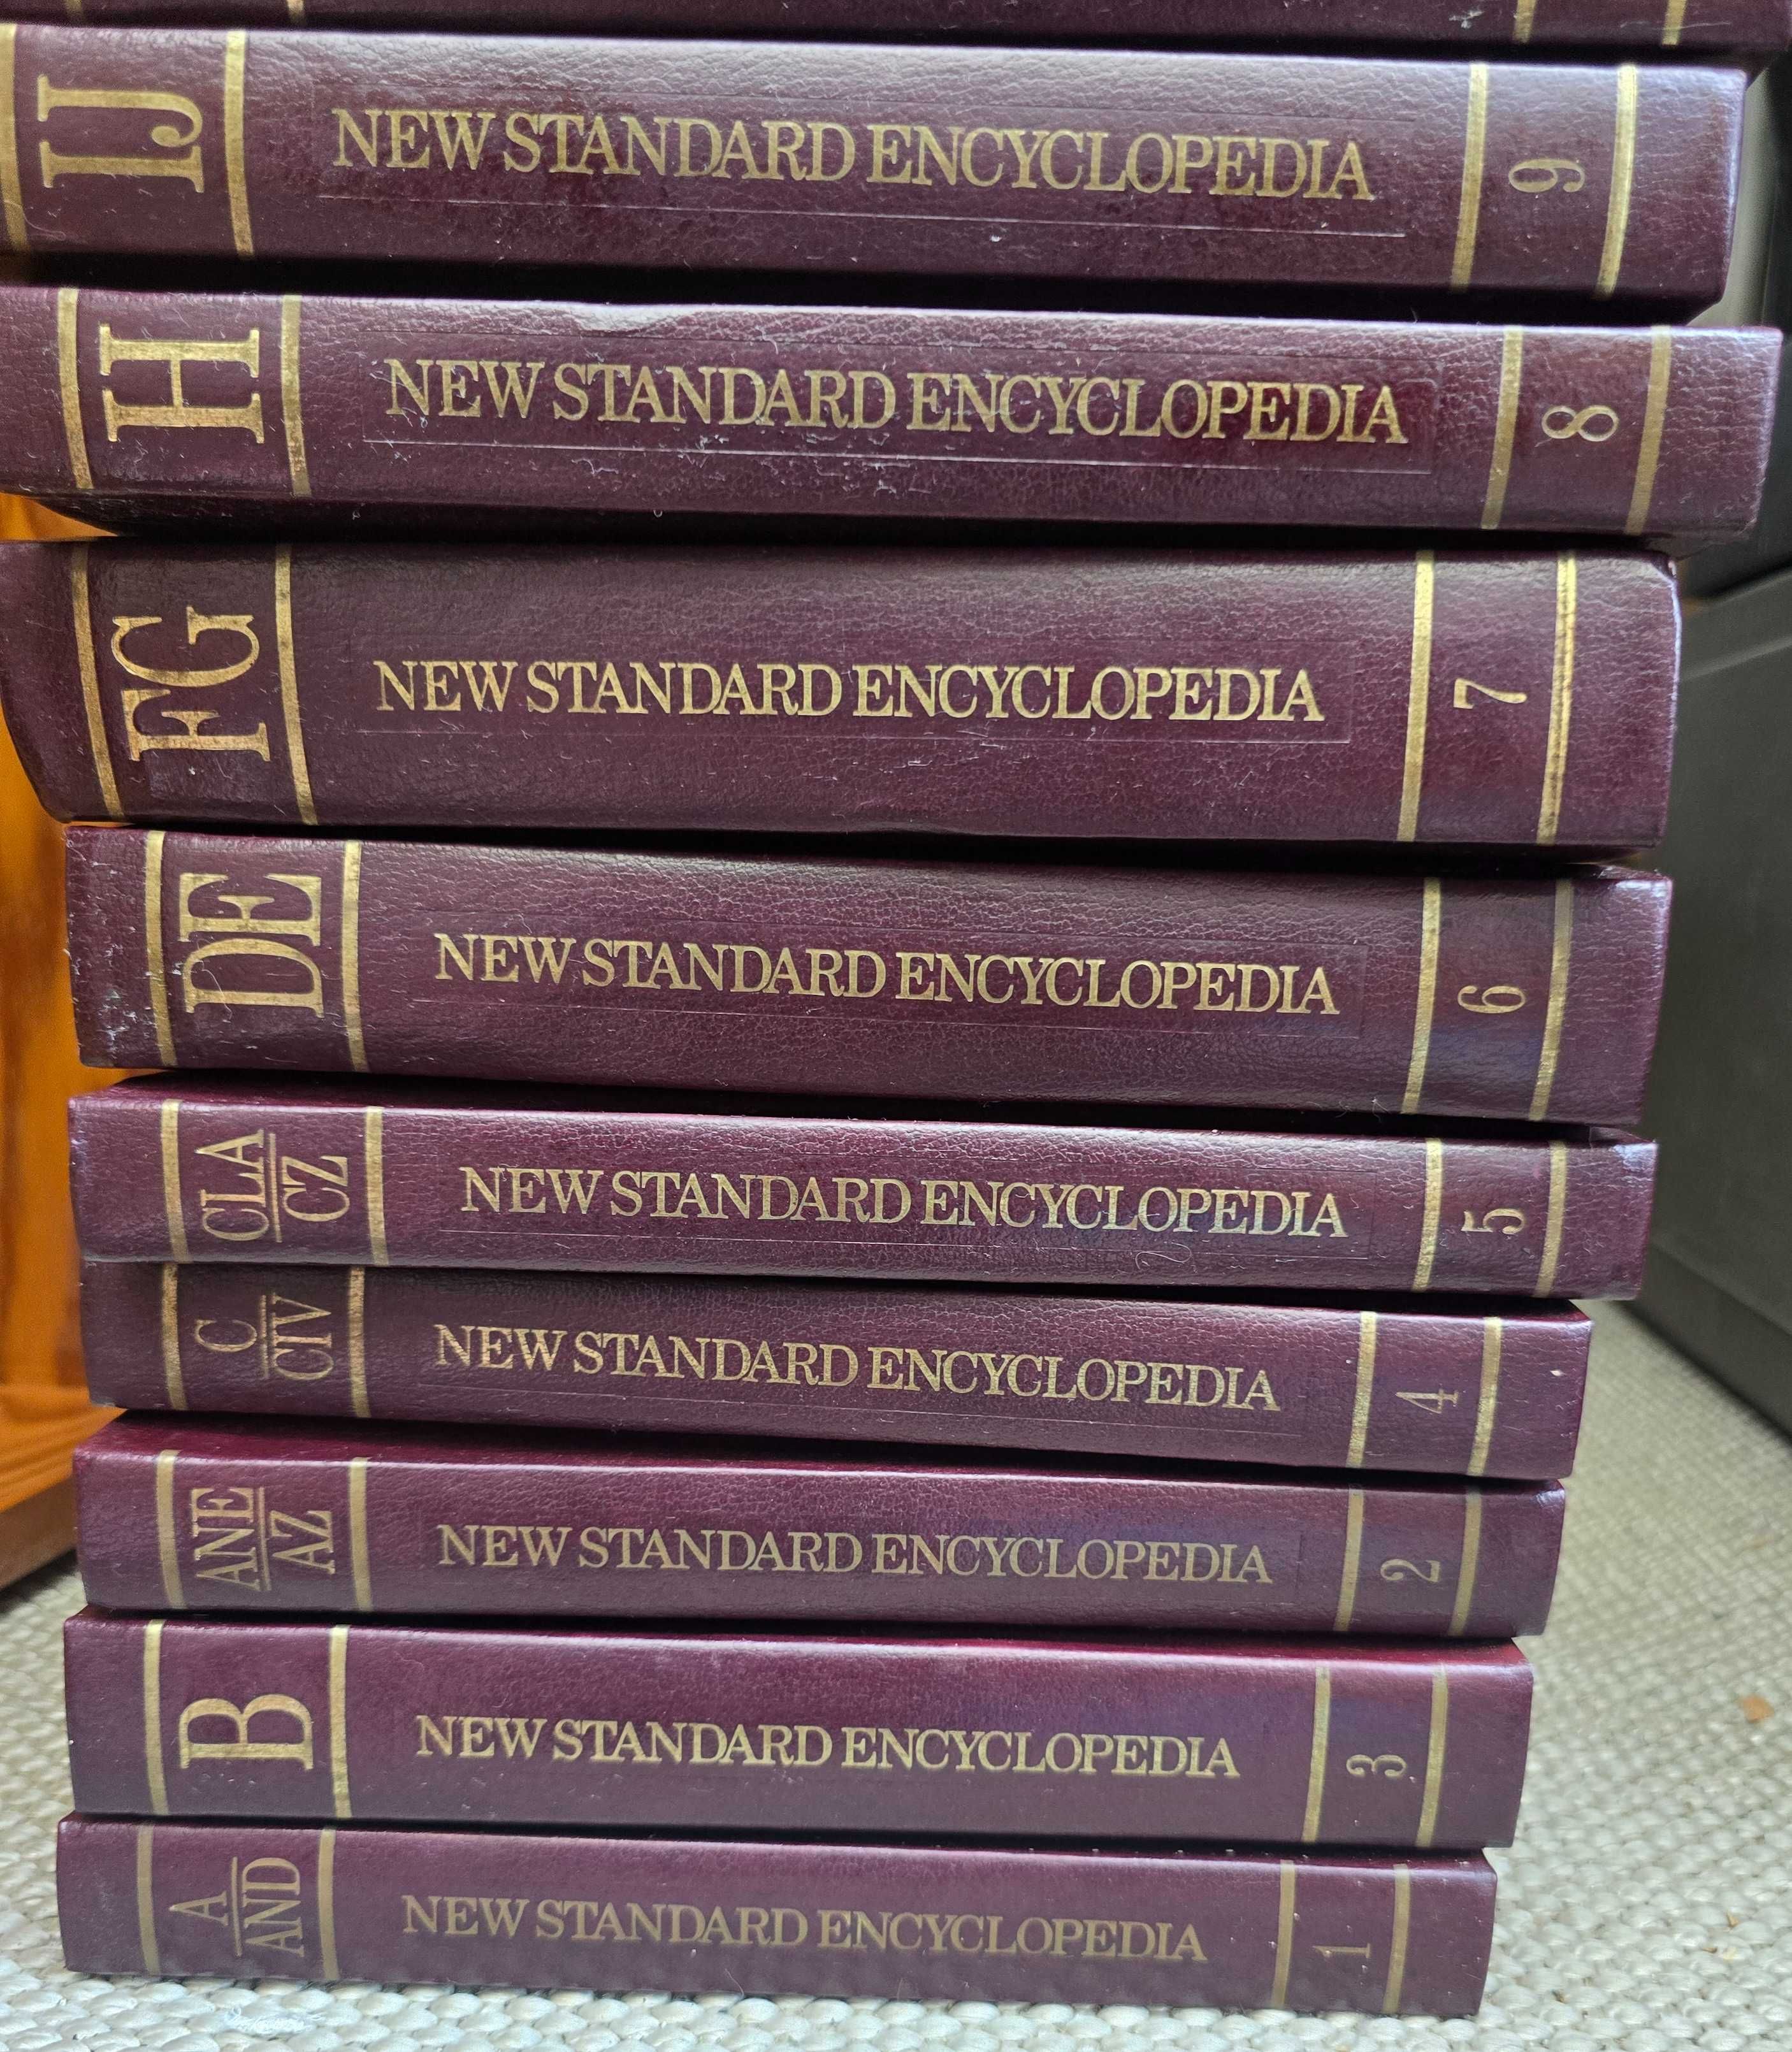 IJ
NEW STANDARD ENCYCLOPEDIA
9
H
NEW STANDARD ENCYCLOPEDIA
8
FG
NEW STANDARD ENCYCLOPEDIA
7
DE
NEW STANDARD ENCYCLOPEDIA
6
CLA
CZ
NEW STANDARD ENCYCLOPEDIA
5
C
CIV
NEW STANDARD ENCYCLOPEDIA
4
ANE
AZ
NEW STANDARD ENCYCLOPEDIA
2
B
NEW STANDARD ENCYCLOPEDIA
3
A
AND
NEW STANDARD ENCYCLOPEDIA
1